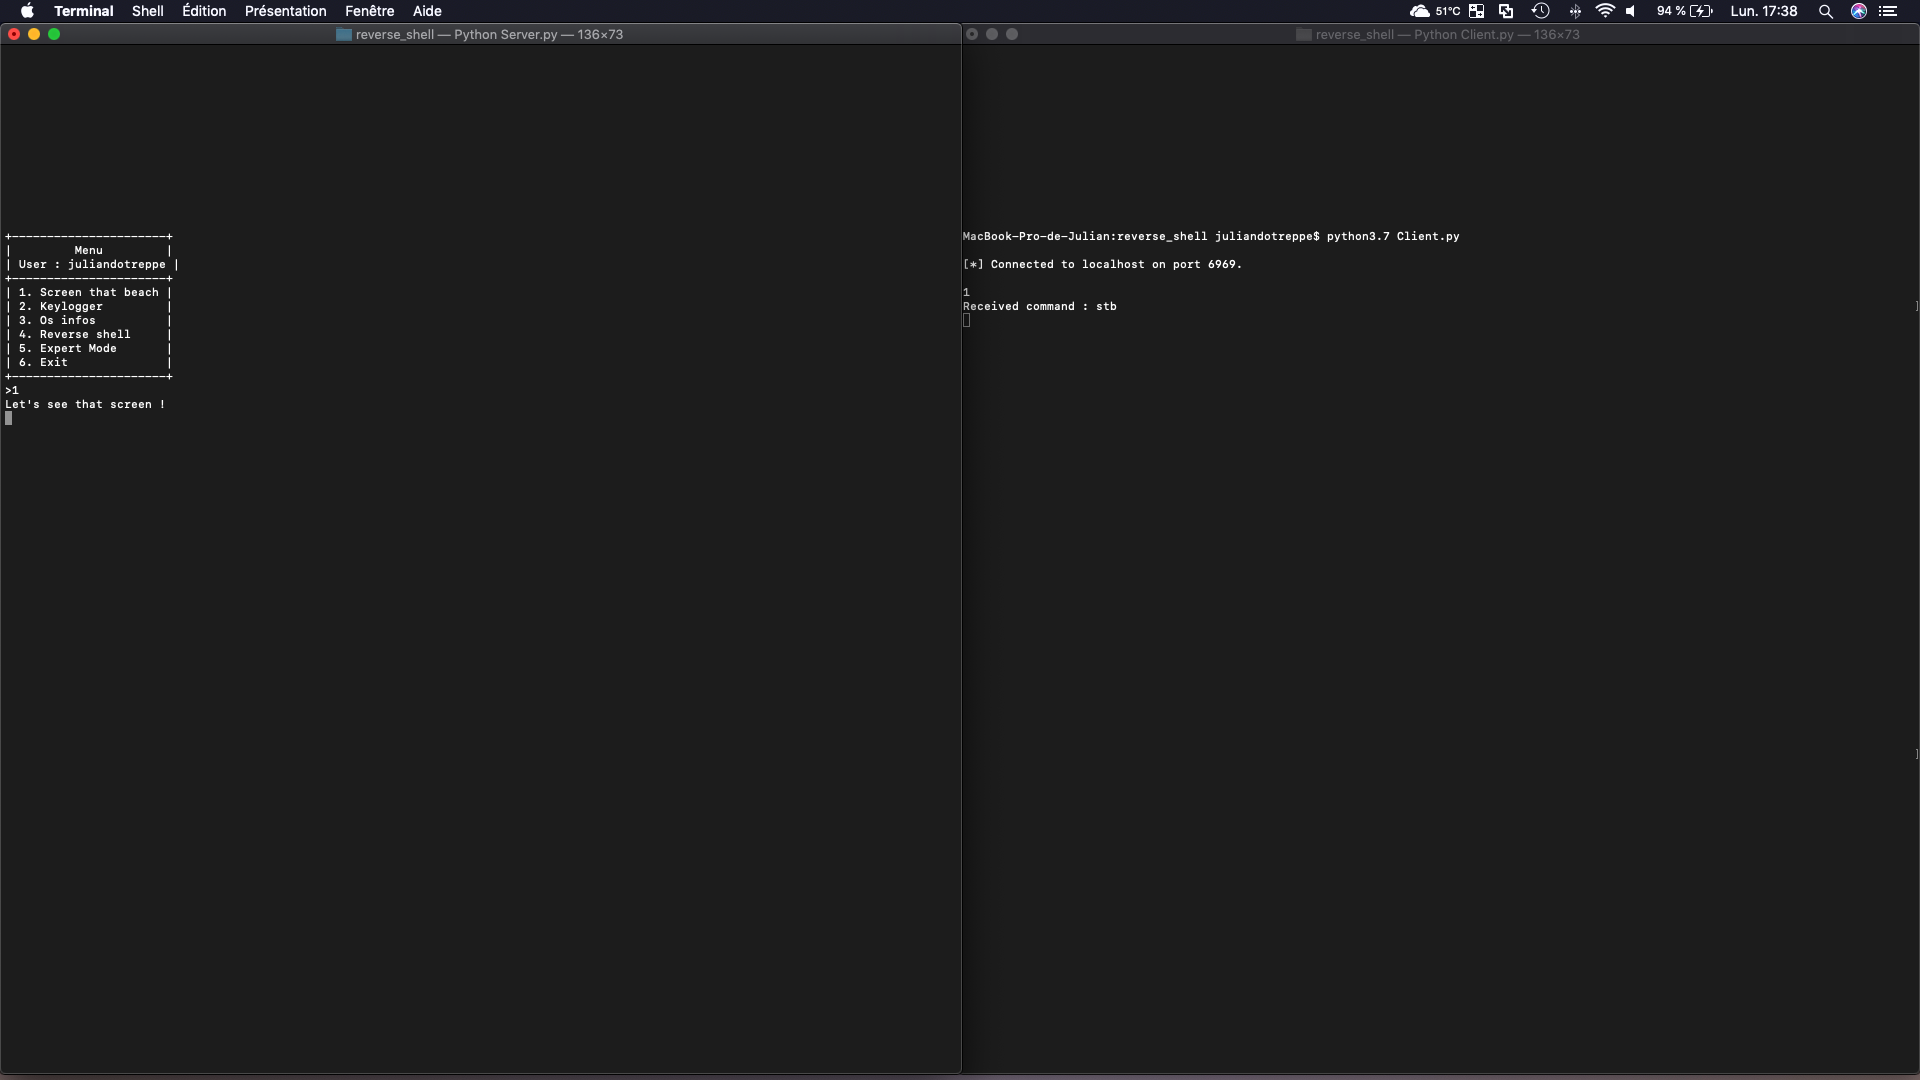 Terminal Shell Édition Présentation Fenêtre Aide 51°C 94 % Lun. 17:38
reverse_shell — Python Server.py — 136×73
+----------------------+
| Menu |
| User : juliandotreppe |
+----------------------+
| 1. Screen that beach |
| 2. Keylogger |
| 3. Os infos |
| 4. Reverse shell |
| 5. Expert Mode |
| 6. Exit |
+----------------------+
>1
Let's see that screen !
reverse_shell — Python Client.py — 136×73
MacBook-Pro-de-Julian:reverse_shell juliandotreppe$ python3.7 Client.py
[*] Connected to localhost on port 6969.
1
Received command : stb
]
]